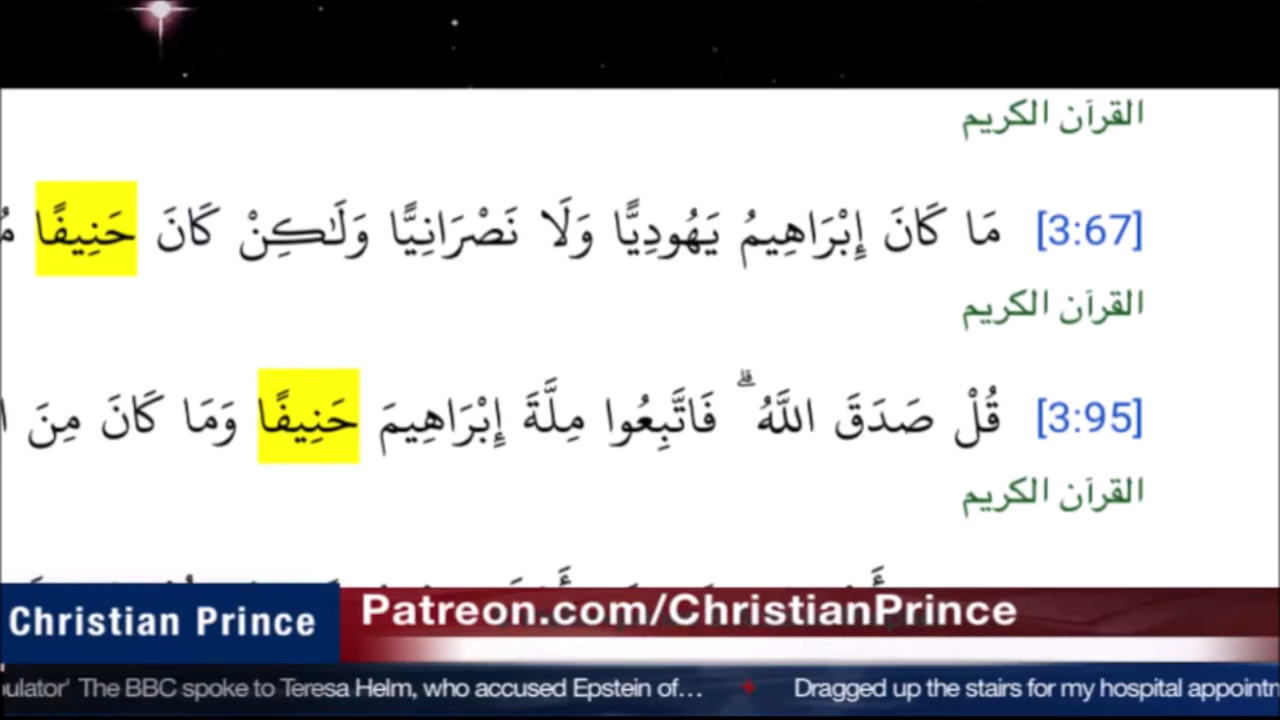 القرآن الكريم
[3:67] مَا كَانَ إِبْرَاهِيمُ يَهُودِيًّا وَلَا نَصْرَانِيًّا وَلَٰكِنْ كَانَ حَنِيفًا
القرآن الكريم
[3:95] قُلْ صَدَقَ اللَّهُ ۗ فَاتَّبِعُوا مِلَّةَ إِبْرَاهِيمَ حَنِيفًا وَمَا كَانَ مِنَ
القرآن الكريم
Christian Prince
Patreon.com/ChristianPrince
ulator' The BBC spoke to Teresa Helm, who accused Epstein of… Dragged up the stairs for my hospital appointm